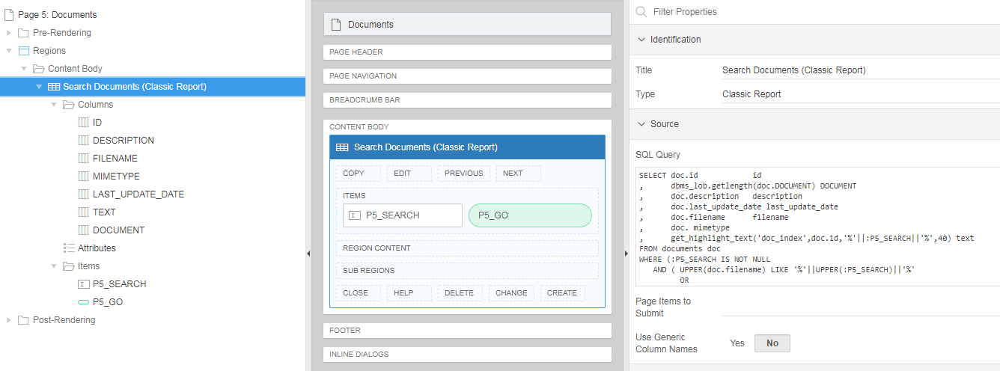 Page 5: Documents
Pre-Rendering
Regions
Content Body
Search Documents (Classic Report)
Columns
ID
DESCRIPTION
FILENAME
MIMETYPE
LAST_UPDATE_DATE
TEXT
DOCUMENT
Attributes
Items
P5_SEARCH
P5_GO
Post-Rendering
Documents
PAGE HEADER
PAGE NAVIGATION
BREADCRUMB BAR
CONTENT BODY
Search Documents (Classic Report)
COPY EDIT PREVIOUS NEXT
ITEMS
P5_SEARCH P5_GO
REGION CONTENT
SUB REGIONS
CLOSE HELP DELETE CHANGE CREATE
FOOTER
INLINE DIALOGS
Filter Properties
Identification
Title Search Documents (Classic Report)
Type Classic Report
Source
SQL Query
SELECT doc.id id
, dbms_lob.getlength(doc.DOCUMENT) DOCUMENT
, doc.description description
, doc.last_update_date last_update_date
, doc.filename filename
, doc. mimetype
, get_highlight_text('doc_index',doc.id,'%'||:P5_SEARCH||'%',40) text
FROM documents doc
WHERE (:P5_SEARCH IS NOT NULL
AND ( UPPER(doc.filename) LIKE '%'||UPPER(:P5_SEARCH)||'%'
OR
Page Items to
Submit
Use Generic
Column Names Yes No